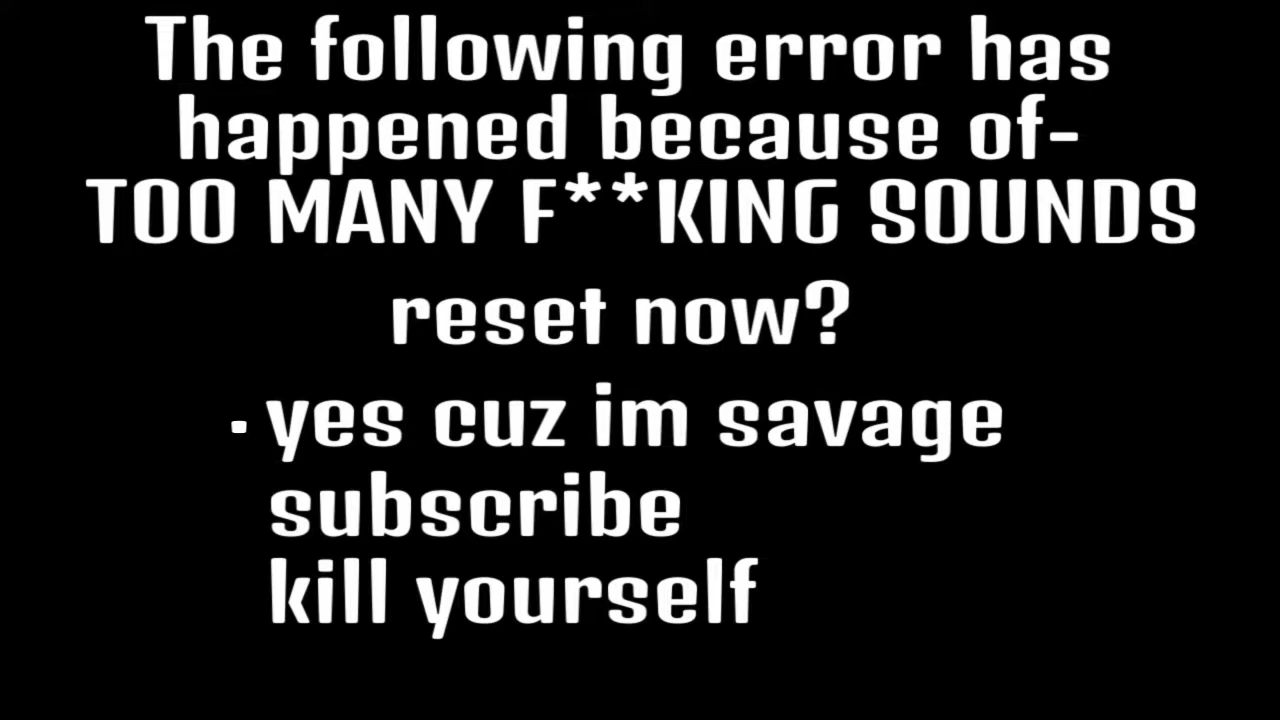 The following error has
happened because of-
TOO MANY F**KING SOUNDS
reset now?
· yes cuz im savage
subscribe
kill yourself